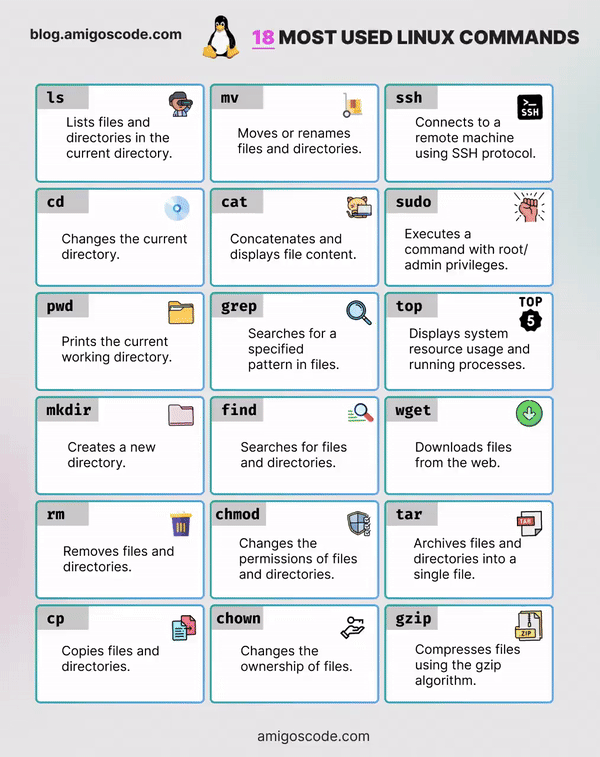 blog.amigoscode.com
18 MOST USED LINUX COMMANDS
ls
Lists files and
directories in the
current directory.
mv
Moves or renames
files and directories.
ssh
>_
SSH
Connects to a
remote machine
using SSH protocol.
cd
Changes the current
directory.
cat
Concatenates and
displays file content.
sudo
Executes a
command with root/
admin privileges.
pwd
Prints the current
working directory.
grep
Searches for a
specified
pattern in files.
top
TOP
5
Displays system
resource usage and
running processes.
mkdir
Creates a new
directory.
find
Searches for files
and directories.
wget
Downloads files
from the web.
rm
Removes files and
directories.
chmod
Changes the
permissions of files
and directories.
tar
TAR
Archives files and
directories into a
single file.
cp
Copies files and
directories.
chown
Changes the
ownership of files.
gzip
ZIP
Compresses files
using the gzip
algorithm.
amigoscode.com